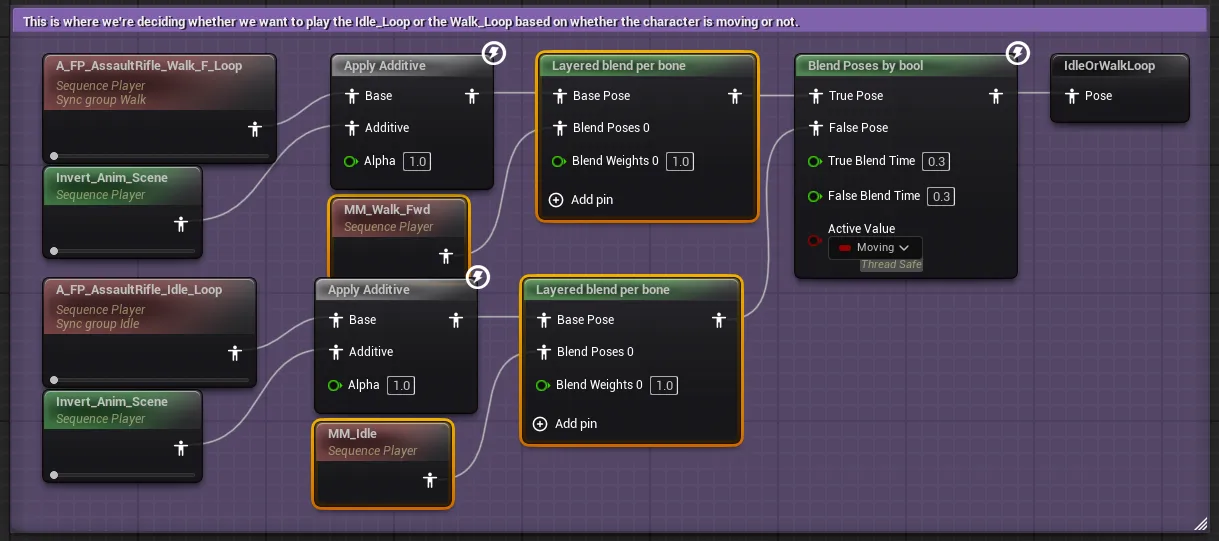 This is where we're deciding whether we want to play the Idle_Loop or the Walk_Loop based on whether the character is moving or not.
A_FP_AssaultRifle_Walk_F_Loop
Sequence Player
Sync group Walk
Invert_Anim_Scene
Sequence Player
Apply Additive
Base
Additive
Alpha 1.0
MM_Walk_Fwd
Sequence Player
Layered blend per bone
Base Pose
Blend Poses 0
Blend Weights 0 1.0
Add pin
Blend Poses by bool
True Pose
False Pose
True Blend Time 0.3
False Blend Time 0.3
Active Value
Moving
Thread Safe
IdleOrWalkLoop
Pose
A_FP_AssaultRifle_Idle_Loop
Sequence Player
Sync group Idle
Invert_Anim_Scene
Sequence Player
Apply Additive
Base
Additive
Alpha 1.0
MM_Idle
Sequence Player
Layered blend per bone
Base Pose
Blend Poses 0
Blend Weights 0 1.0
Add pin